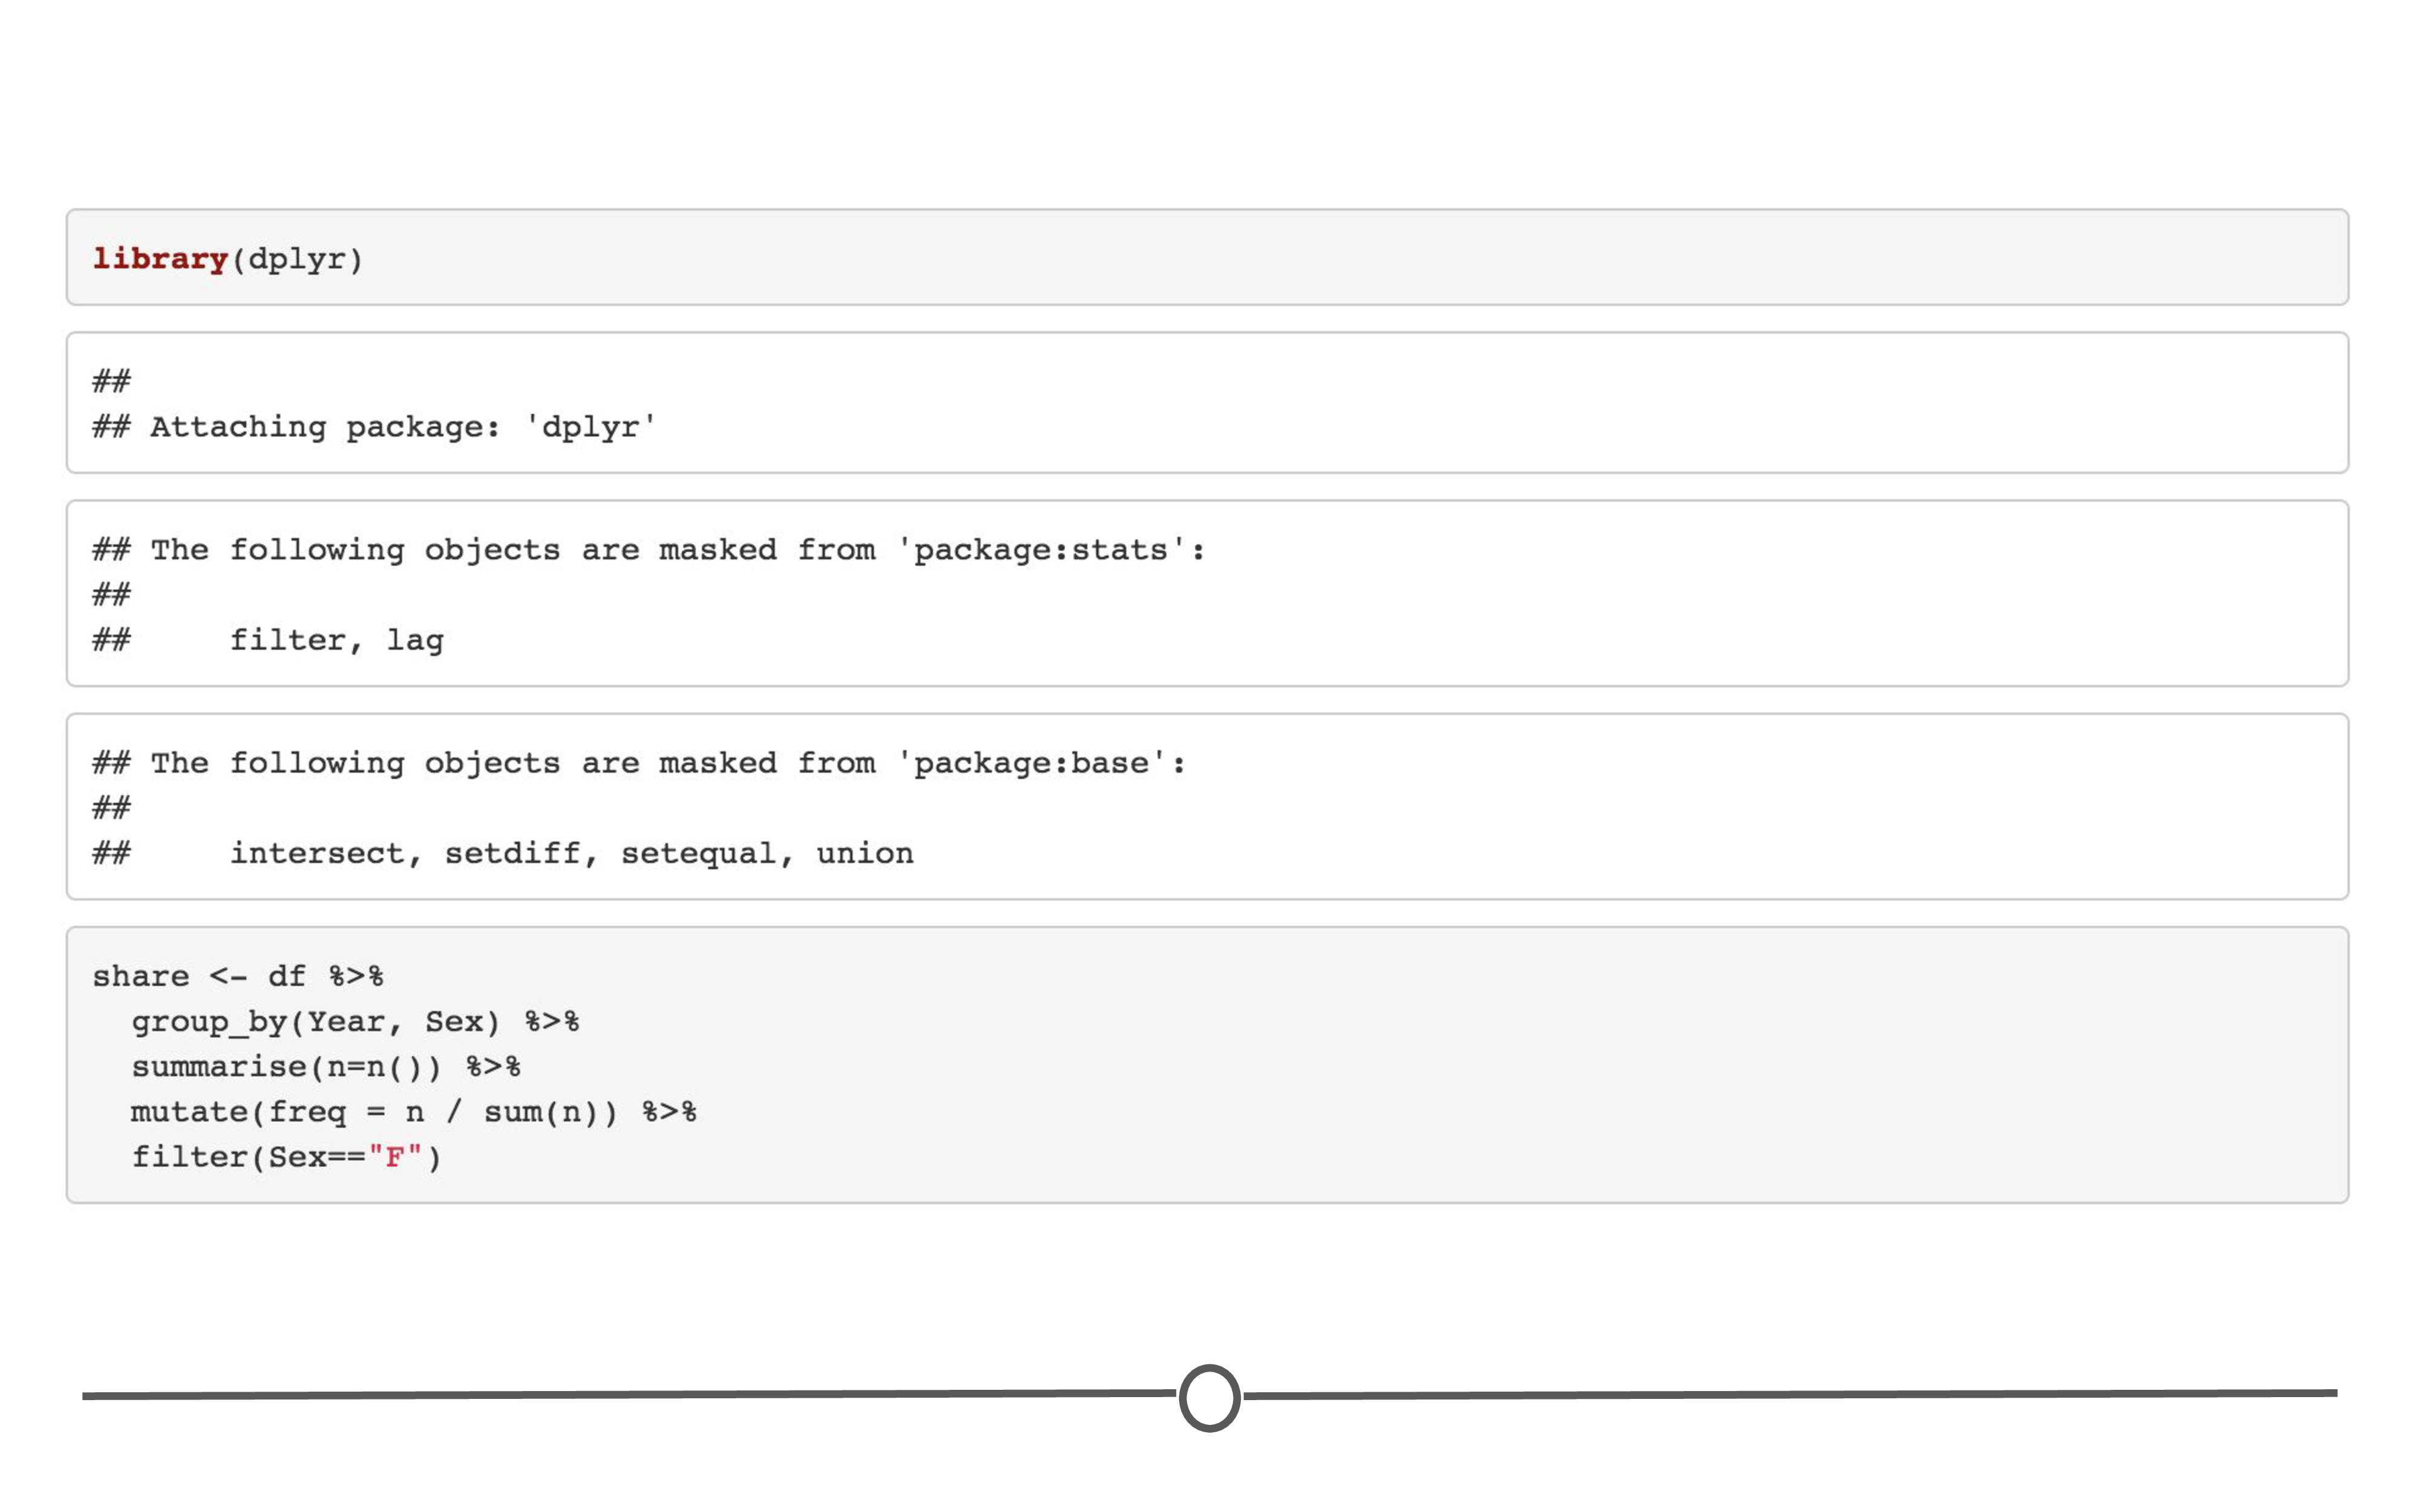 library(dplyr)
##
## Attaching package: 'dplyr'
## The following objects are masked from 'package:stats':
##
##     filter, lag
## The following objects are masked from 'package:base':
##
##     intersect, setdiff, setequal, union
share <- df %>%
  group_by(Year, Sex) %>%
  summarise(n=n()) %>%
  mutate(freq = n / sum(n)) %>%
  filter(Sex=="F")